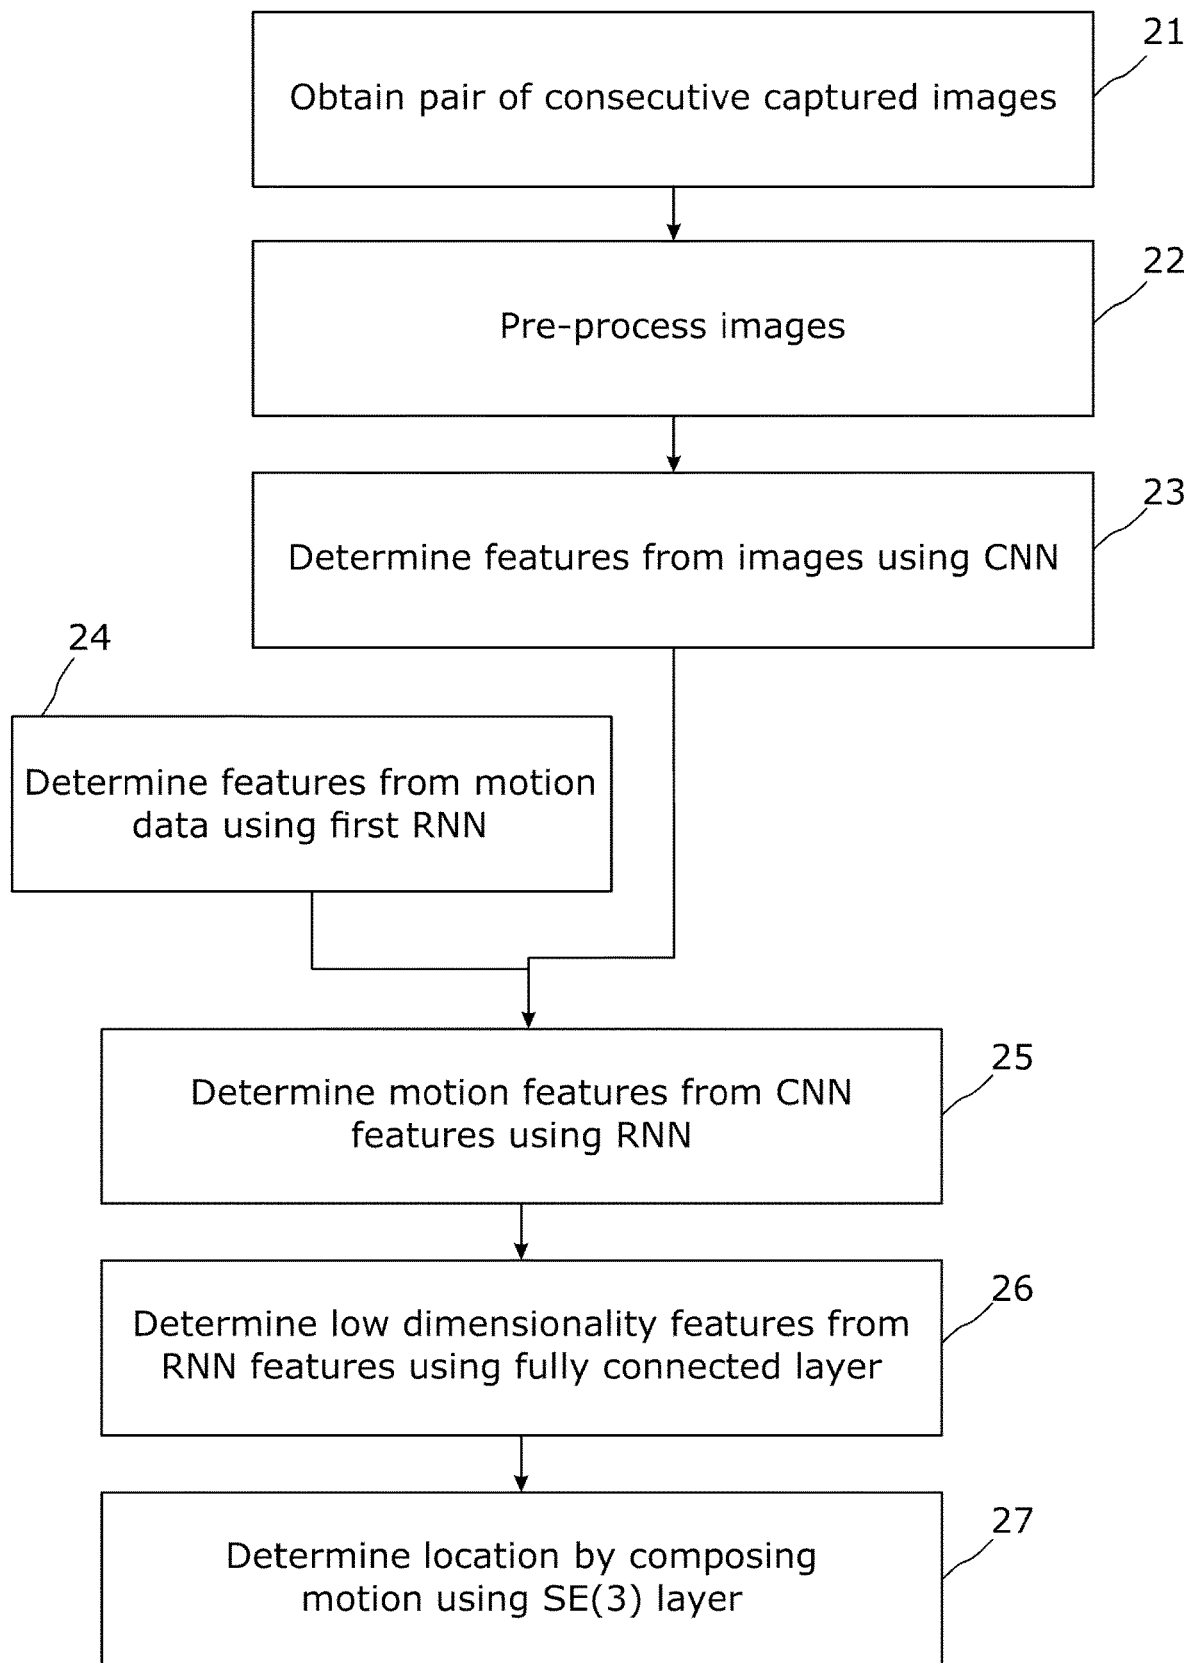 21
Obtain pair of consecutive captured images
22
Pre-process images
23
Determine features from images using CNN
24
Determine features from motion
data using first RNN
25
Determine motion features from CNN
features using RNN
26
Determine low dimensionality features from
RNN features using fully connected layer
27
Determine location by composing
motion using SE(3) layer